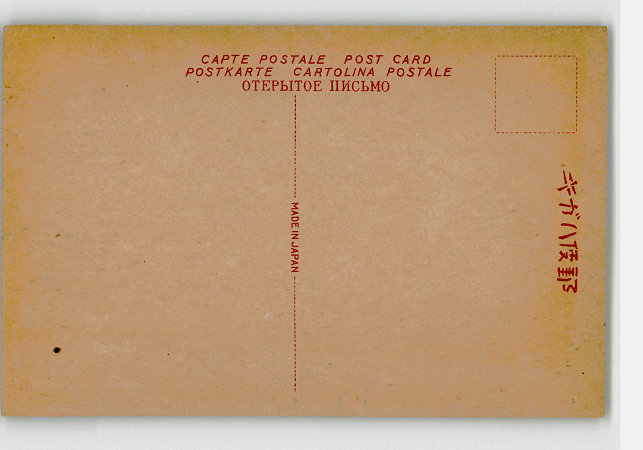 CAPTE POSTALE POST CARD
POSTKARTE CARTOLINA POSTALE
ОТЕРЫТОЕ ПИСЬМО
MADE IN JAPAN
郵便ハガキ